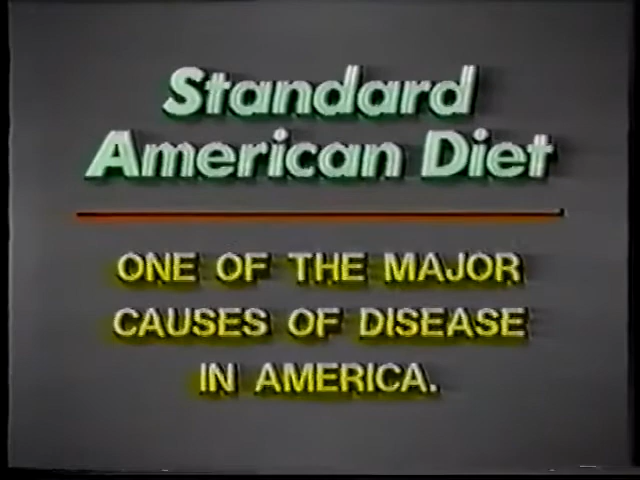 Standard
American Diet
ONE OF THE MAJOR
CAUSES OF DISEASE
IN AMERICA.